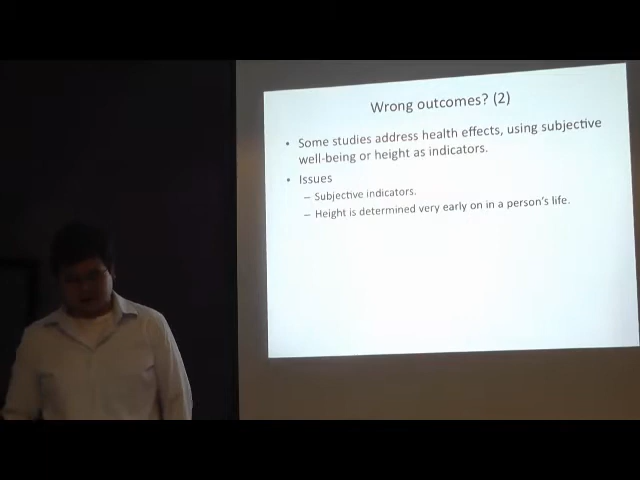 Wrong outcomes? (2)
• Some studies address health effects, using subjective
well-being or height as indicators.
• Issues
– Subjective indicators.
– Height is determined very early on in a person's life.